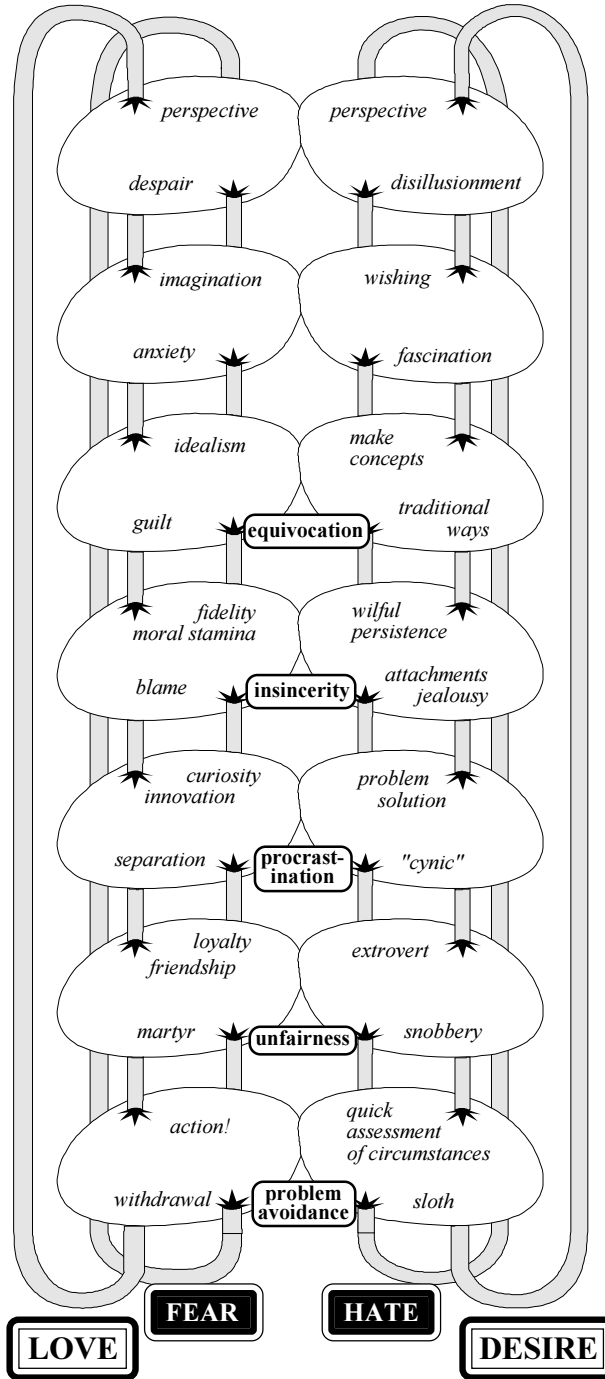 perspective
perspective
despair
disillusionment
imagination
wishing
anxiety
fascination
idealism
make
concepts
guilt
equivocation
traditional
ways
fidelity
moral stamina
wilful
persistence
blame
insincerity
attachments
jealousy
curiosity
innovation
problem
solution
separation
procrast-
ination
"cynic"
loyalty
friendship
extrovert
martyr
unfairness
snobbery
action!
quick
assessment
of circumstances
withdrawal
problem
avoidance
sloth
FEAR
HATE
LOVE
DESIRE